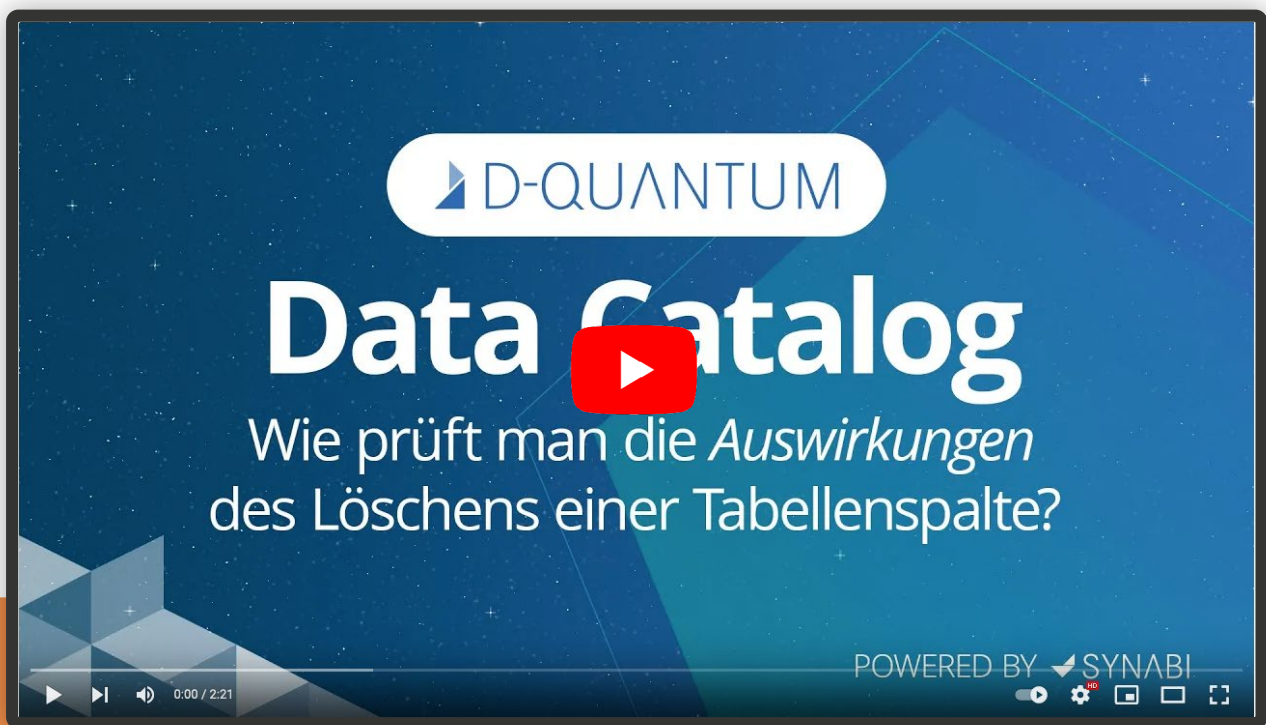 D-QUANTUM
Data Catalog
Wie prüft man die Auswirkungen
des Löschens einer Tabellenspalte?
POWERED BY SYNABI
0:00 / 2:21
HD